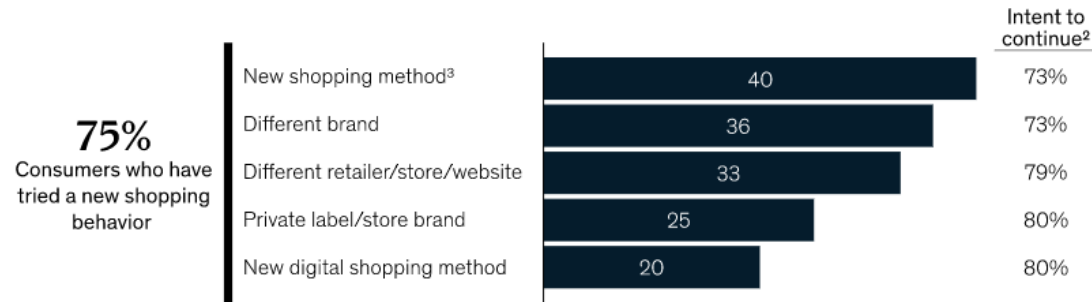 Intent to
continue²
75%
Consumers who have
tried a new shopping
behavior
New shopping method³ 40 73%
Different brand 36 73%
Different retailer/store/website 33 79%
Private label/store brand 25 80%
New digital shopping method 20 80%